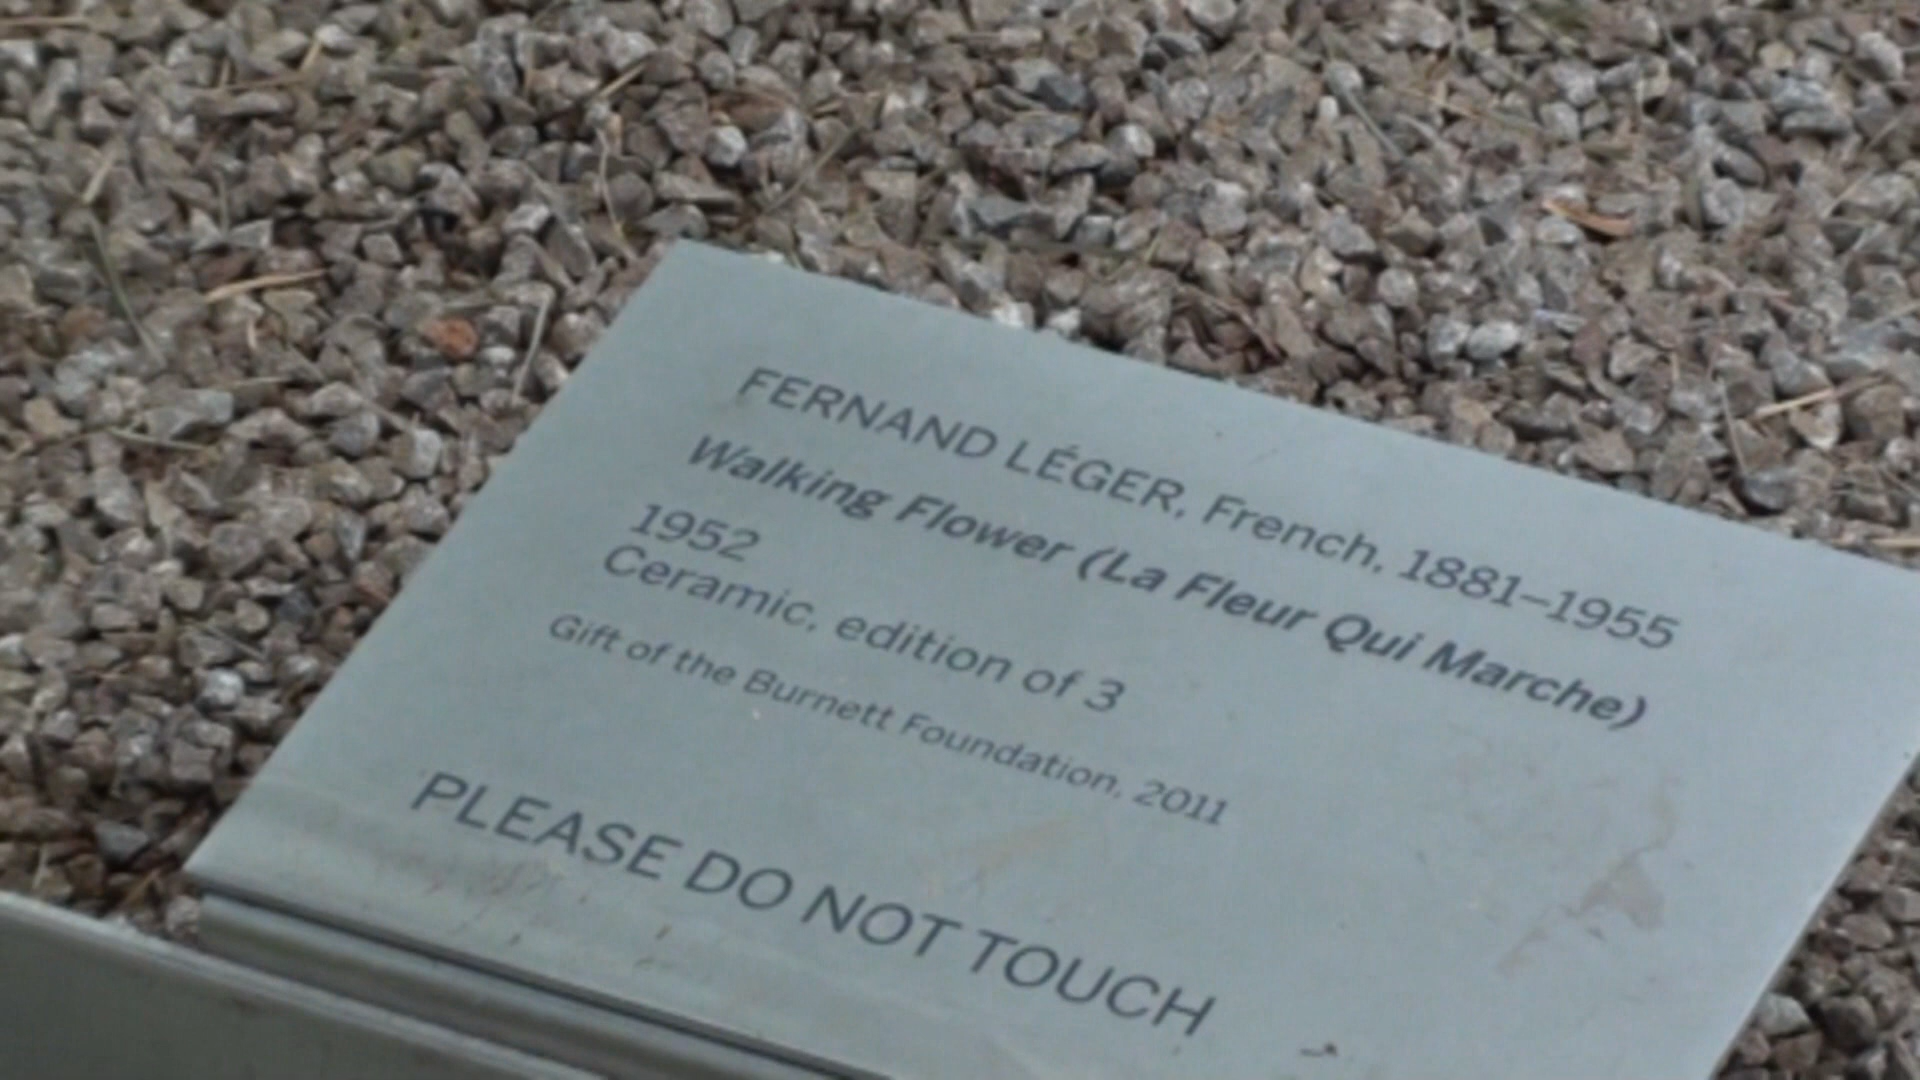 FERNAND LÉGER, French, 1881–1955
Walking Flower (La Fleur Qui Marche)
1952
Ceramic, edition of 3
Gift of the Burnett Foundation, 2011
PLEASE DO NOT TOUCH